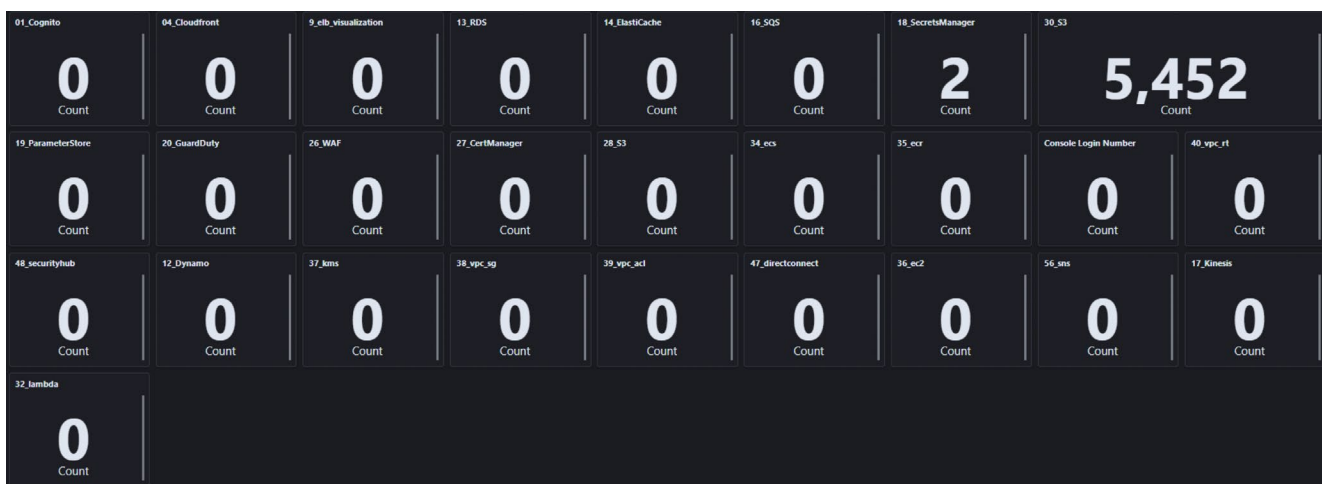 01_Cognito 04_Cloudfront 9_elb_visualization 13_RDS 14_ElastiCache 16_SQS 18_SecretsManager 30_S3
0 0 0 0 0 0 2 5,452
Count Count Count Count Count Count Count Count
19_ParameterStore 20_GuardDuty 26_WAF 27_CertManager 28_S3 34_ecs 35_ecr Console Login Number 40_vpc_rt
0 0 0 0 0 0 0 0 0
Count Count Count Count Count Count Count Count Count
48_securityhub 12_Dynamo 37_kms 38_vpc_sg 39_vpc_acl 47_directconnect 36_ec2 56_sns 17_Kinesis
0 0 0 0 0 0 0 0 0
Count Count Count Count Count Count Count Count Count
32_lambda
0
Count